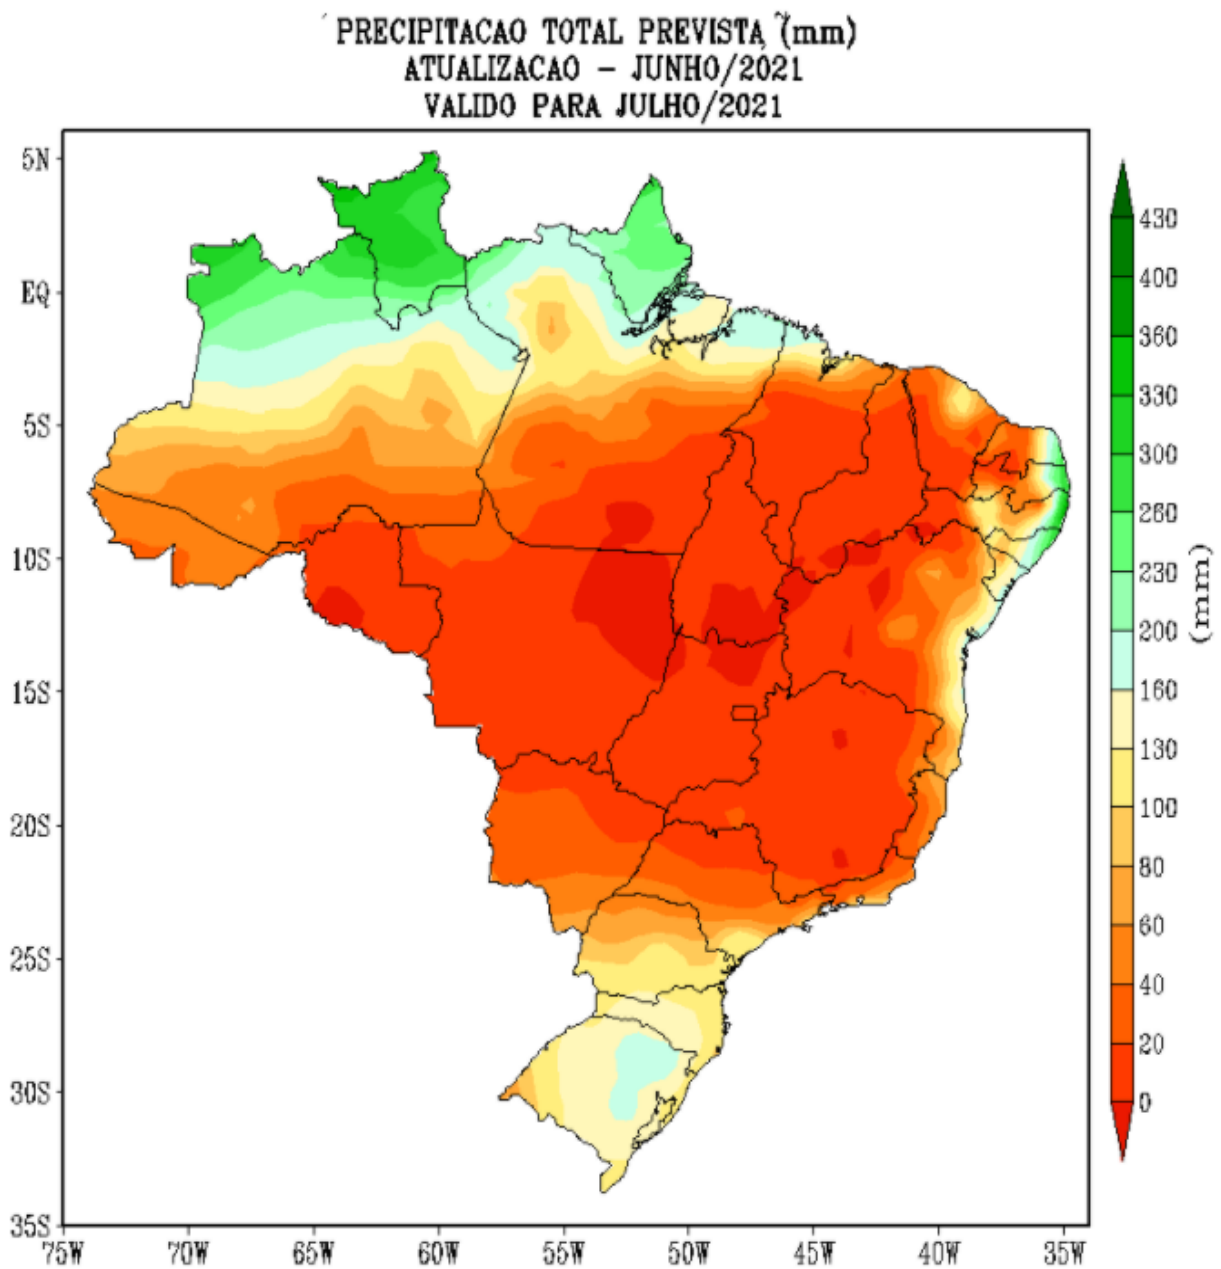 PRECIPITACAO TOTAL PREVISTA (mm)
ATUALIZACAO - JUNHO/2021
VALIDO PARA JULHO/2021
5N
EQ
5S
10S
15S
20S
25S
30S
35S
75W 70W 65W 60W 55W 50W 45W 40W 35W
430
400
360
330
300
260
230
200
160
130
100
80
60
40
20
0
(mm)